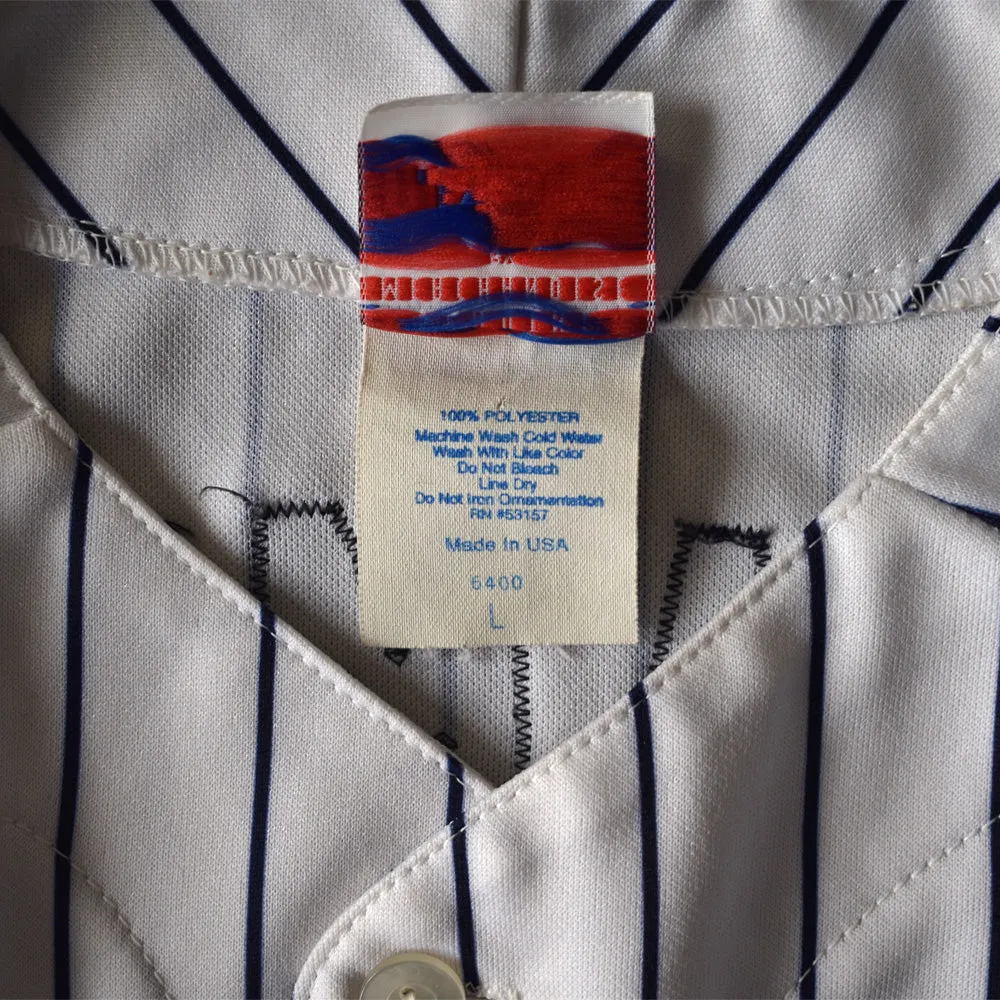 100% POLYESTER
Machine Wash Cold Water
Wash With Like Color
Do Not Bleach
Line Dry
Do Not Iron Ornamentation
RN #53157
Made In USA
6400
L